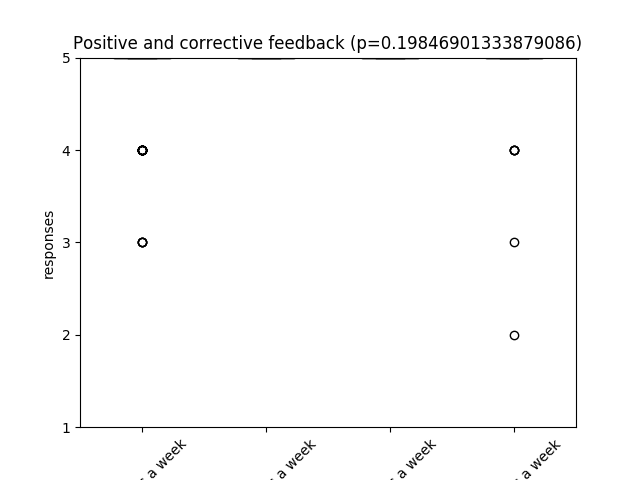 Positive and corrective feedback (p=0.19846901333879086)
5
4
3
2
1
responses
a week
a week
a week
a week